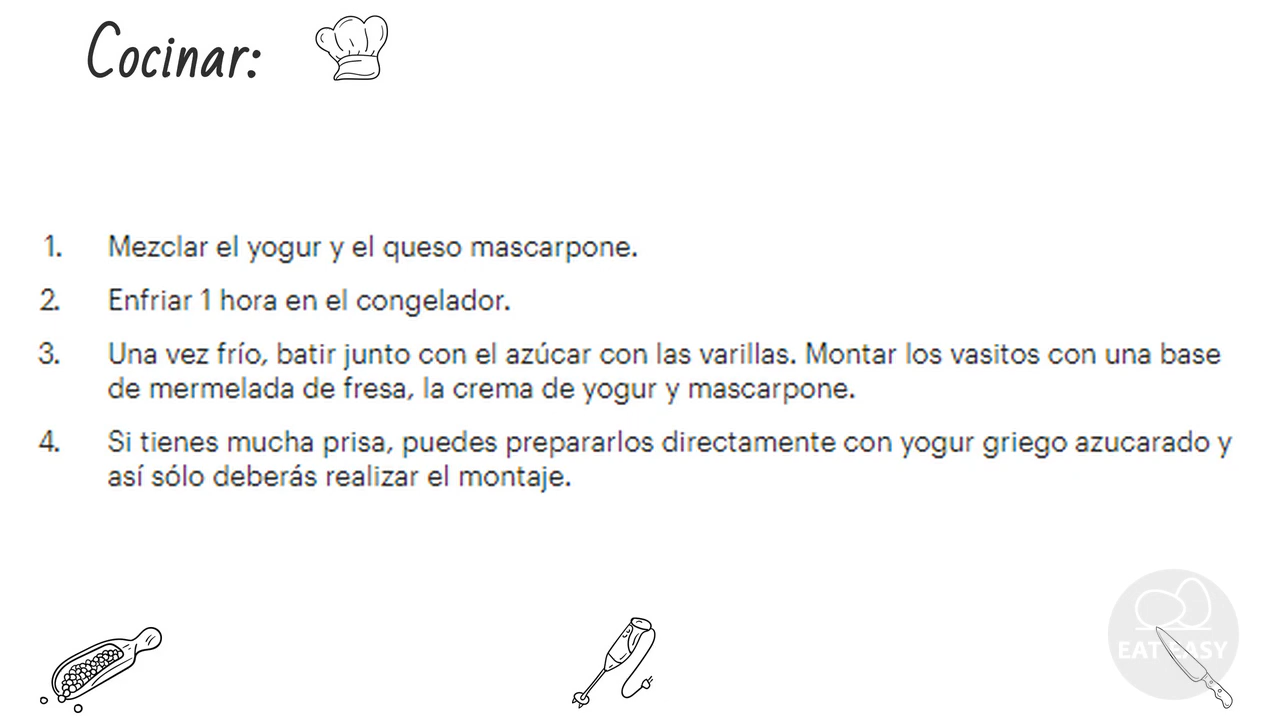 Cocinar:
1. Mezclar el yogur y el queso mascarpone.
2. Enfriar 1 hora en el congelador.
3. Una vez frío, batir junto con el azúcar con las varillas. Montar los vasitos con una base
de mermelada de fresa, la crema de yogur y mascarpone.
4. Si tienes mucha prisa, puedes prepararlos directamente con yogur griego azucarado y
así sólo deberás realizar el montaje.
EAT EASY